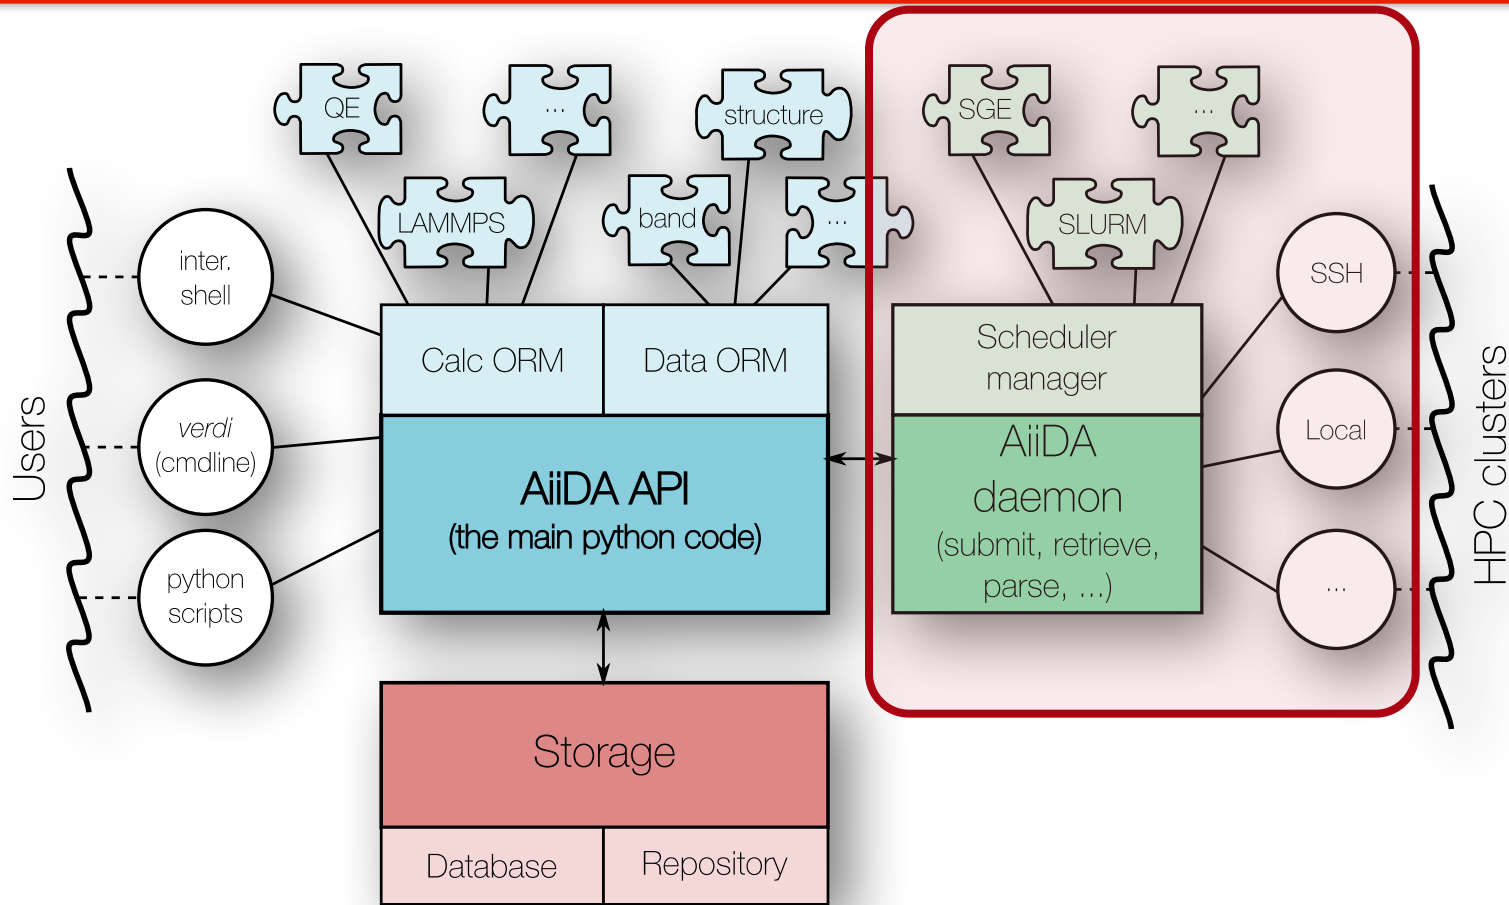 QE
...
structure
SGE
...
LAMMPS
band
...
SLURM
inter.
shell
SSH
Calc ORM
Data ORM
Scheduler
manager
Users
verdi
(cmdline)
AiiDA API
(the main python code)
AiiDA
daemon
(submit, retrieve,
parse, ...)
Local
HPC clusters
python
scripts
...
Storage
Database
Repository